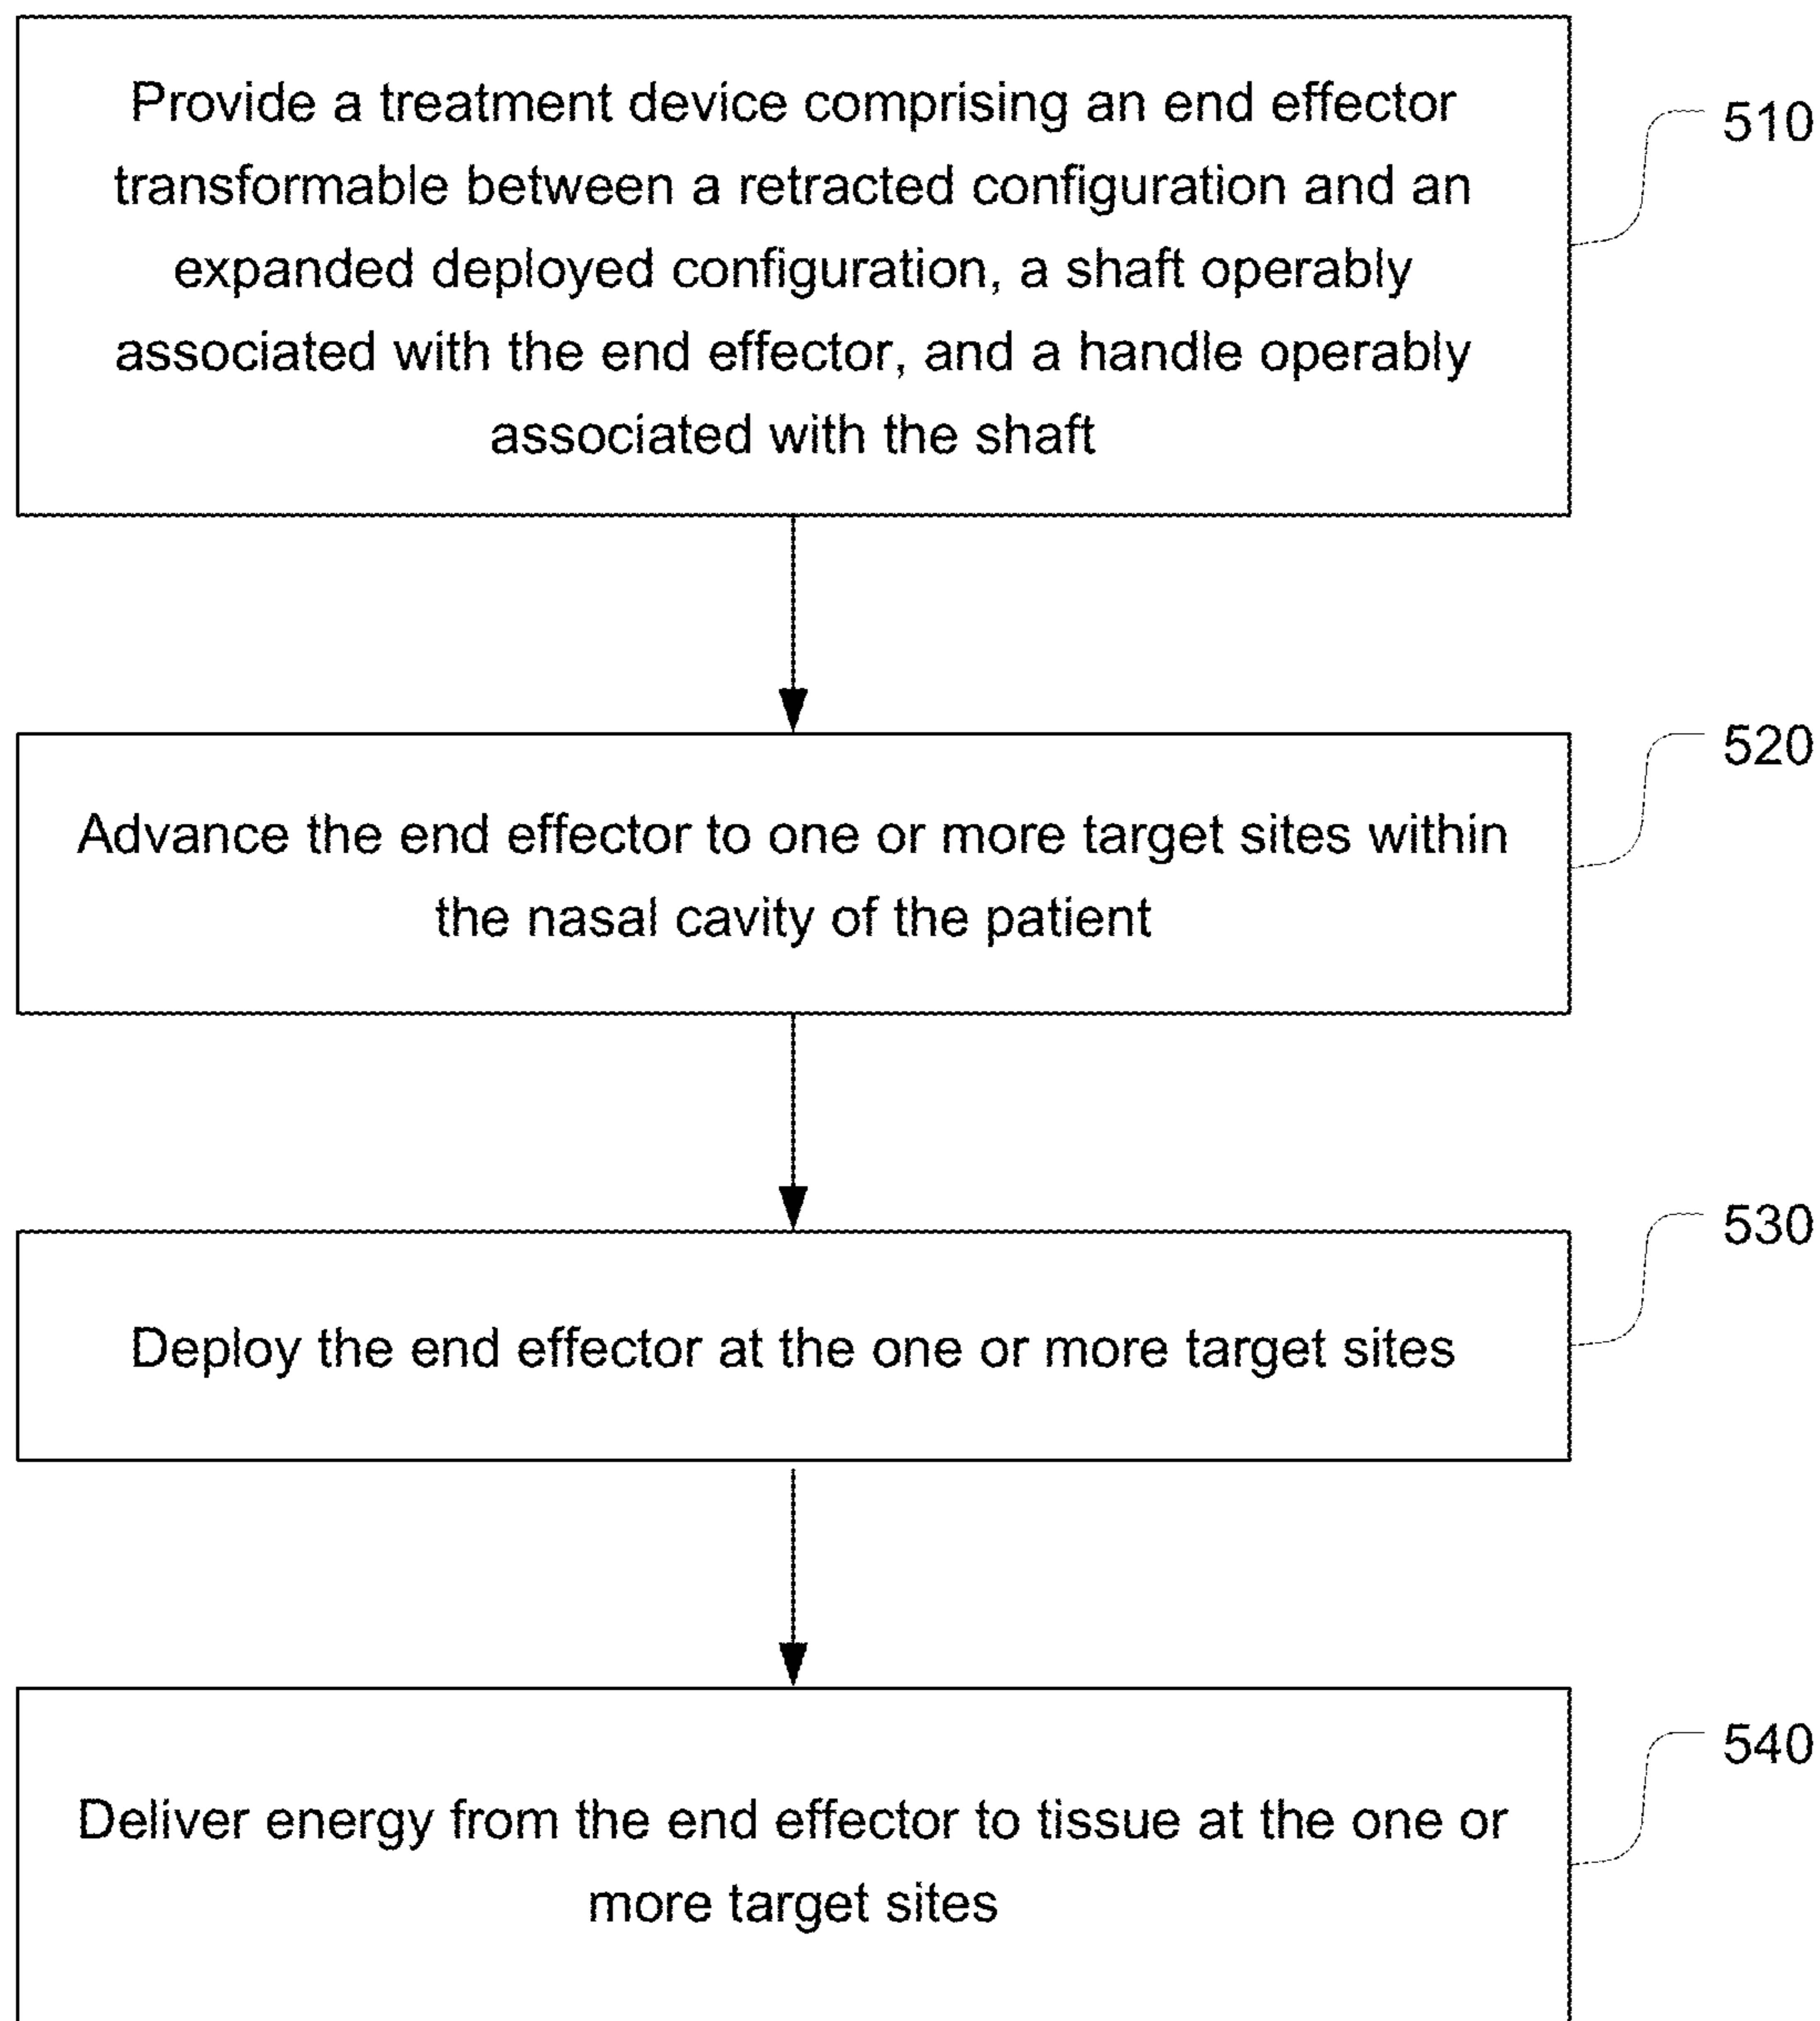 Provide a treatment device comprising an end effector
transformable between a retracted configuration and an
expanded deployed configuration, a shaft operably
associated with the end effector, and a handle operably
associated with the shaft
510
Advance the end effector to one or more target sites within
the nasal cavity of the patient
520
Deploy the end effector at the one or more target sites
530
Deliver energy from the end effector to tissue at the one or
more target sites
540